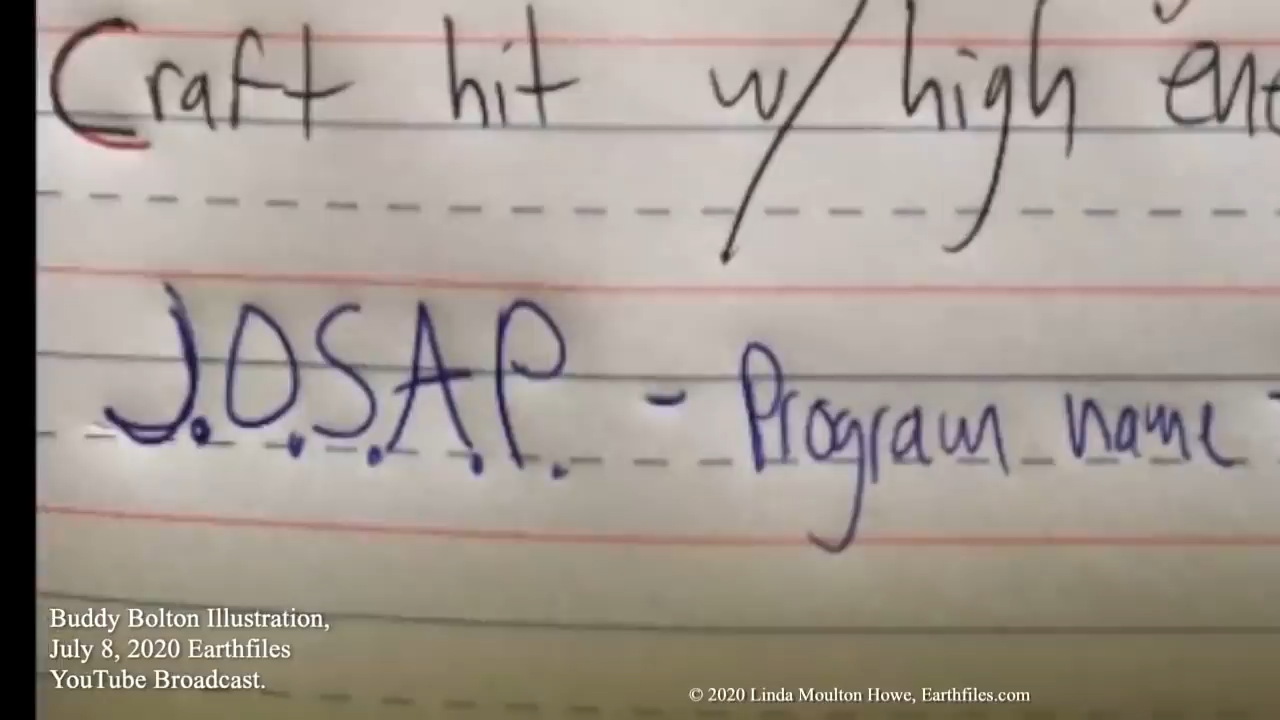 Craft hit w/ high
J.O.S.A.P. - Program name -
Buddy Bolton Illustration,
July 8, 2020 Earthfiles
YouTube Broadcast.
© 2020 Linda Moulton Howe, Earthfiles.com